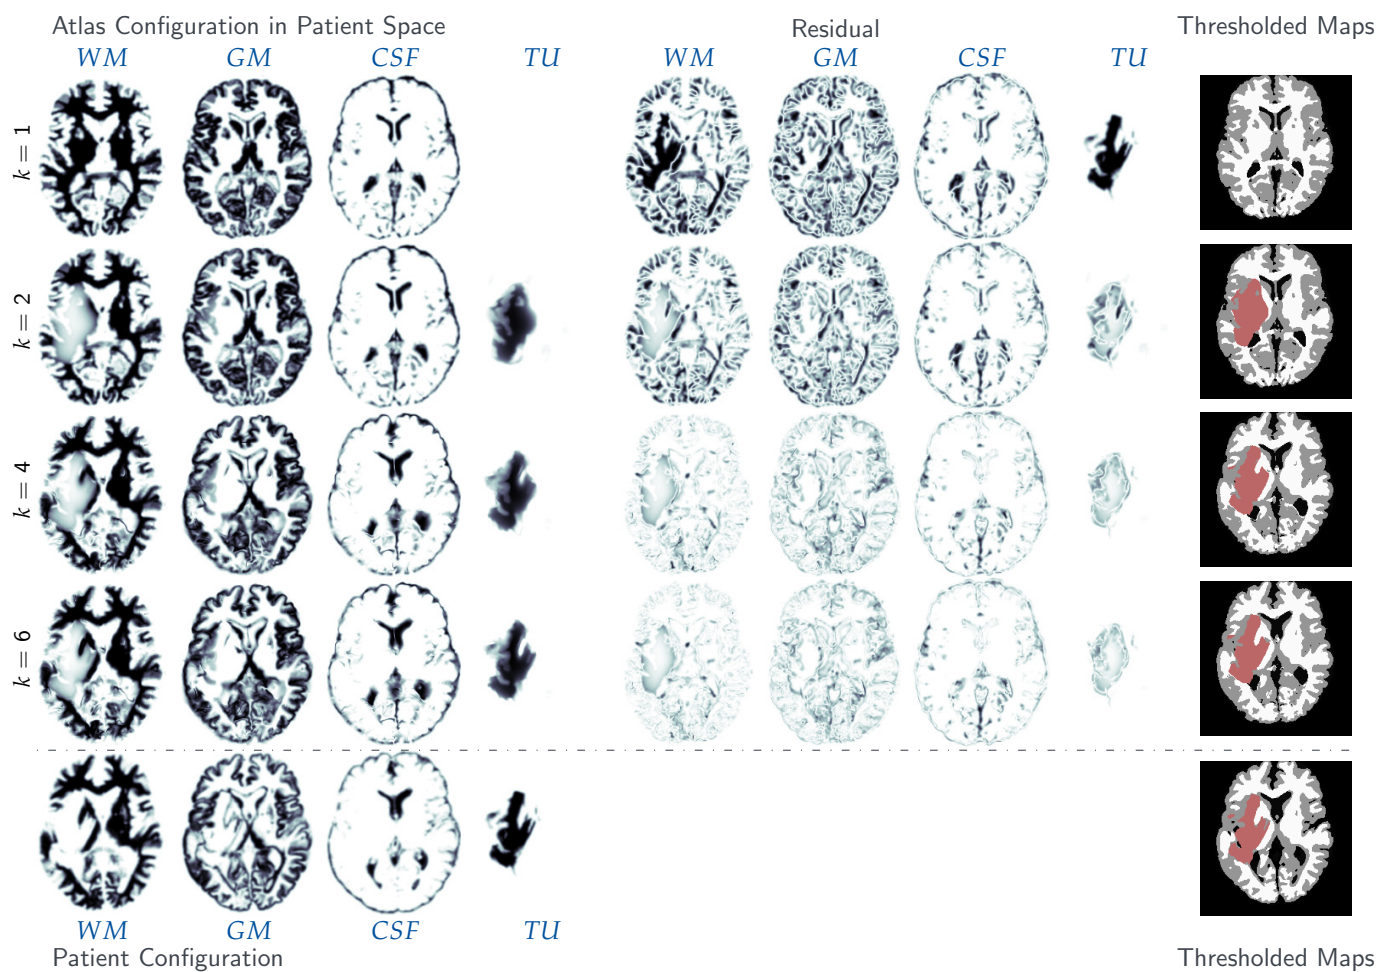 Atlas Configuration in Patient Space Residual Thresholded Maps
WM GM CSF TU WM GM CSF TU
k = 1
k = 2
k = 4
k = 6
WM GM CSF TU
Patient Configuration Thresholded Maps